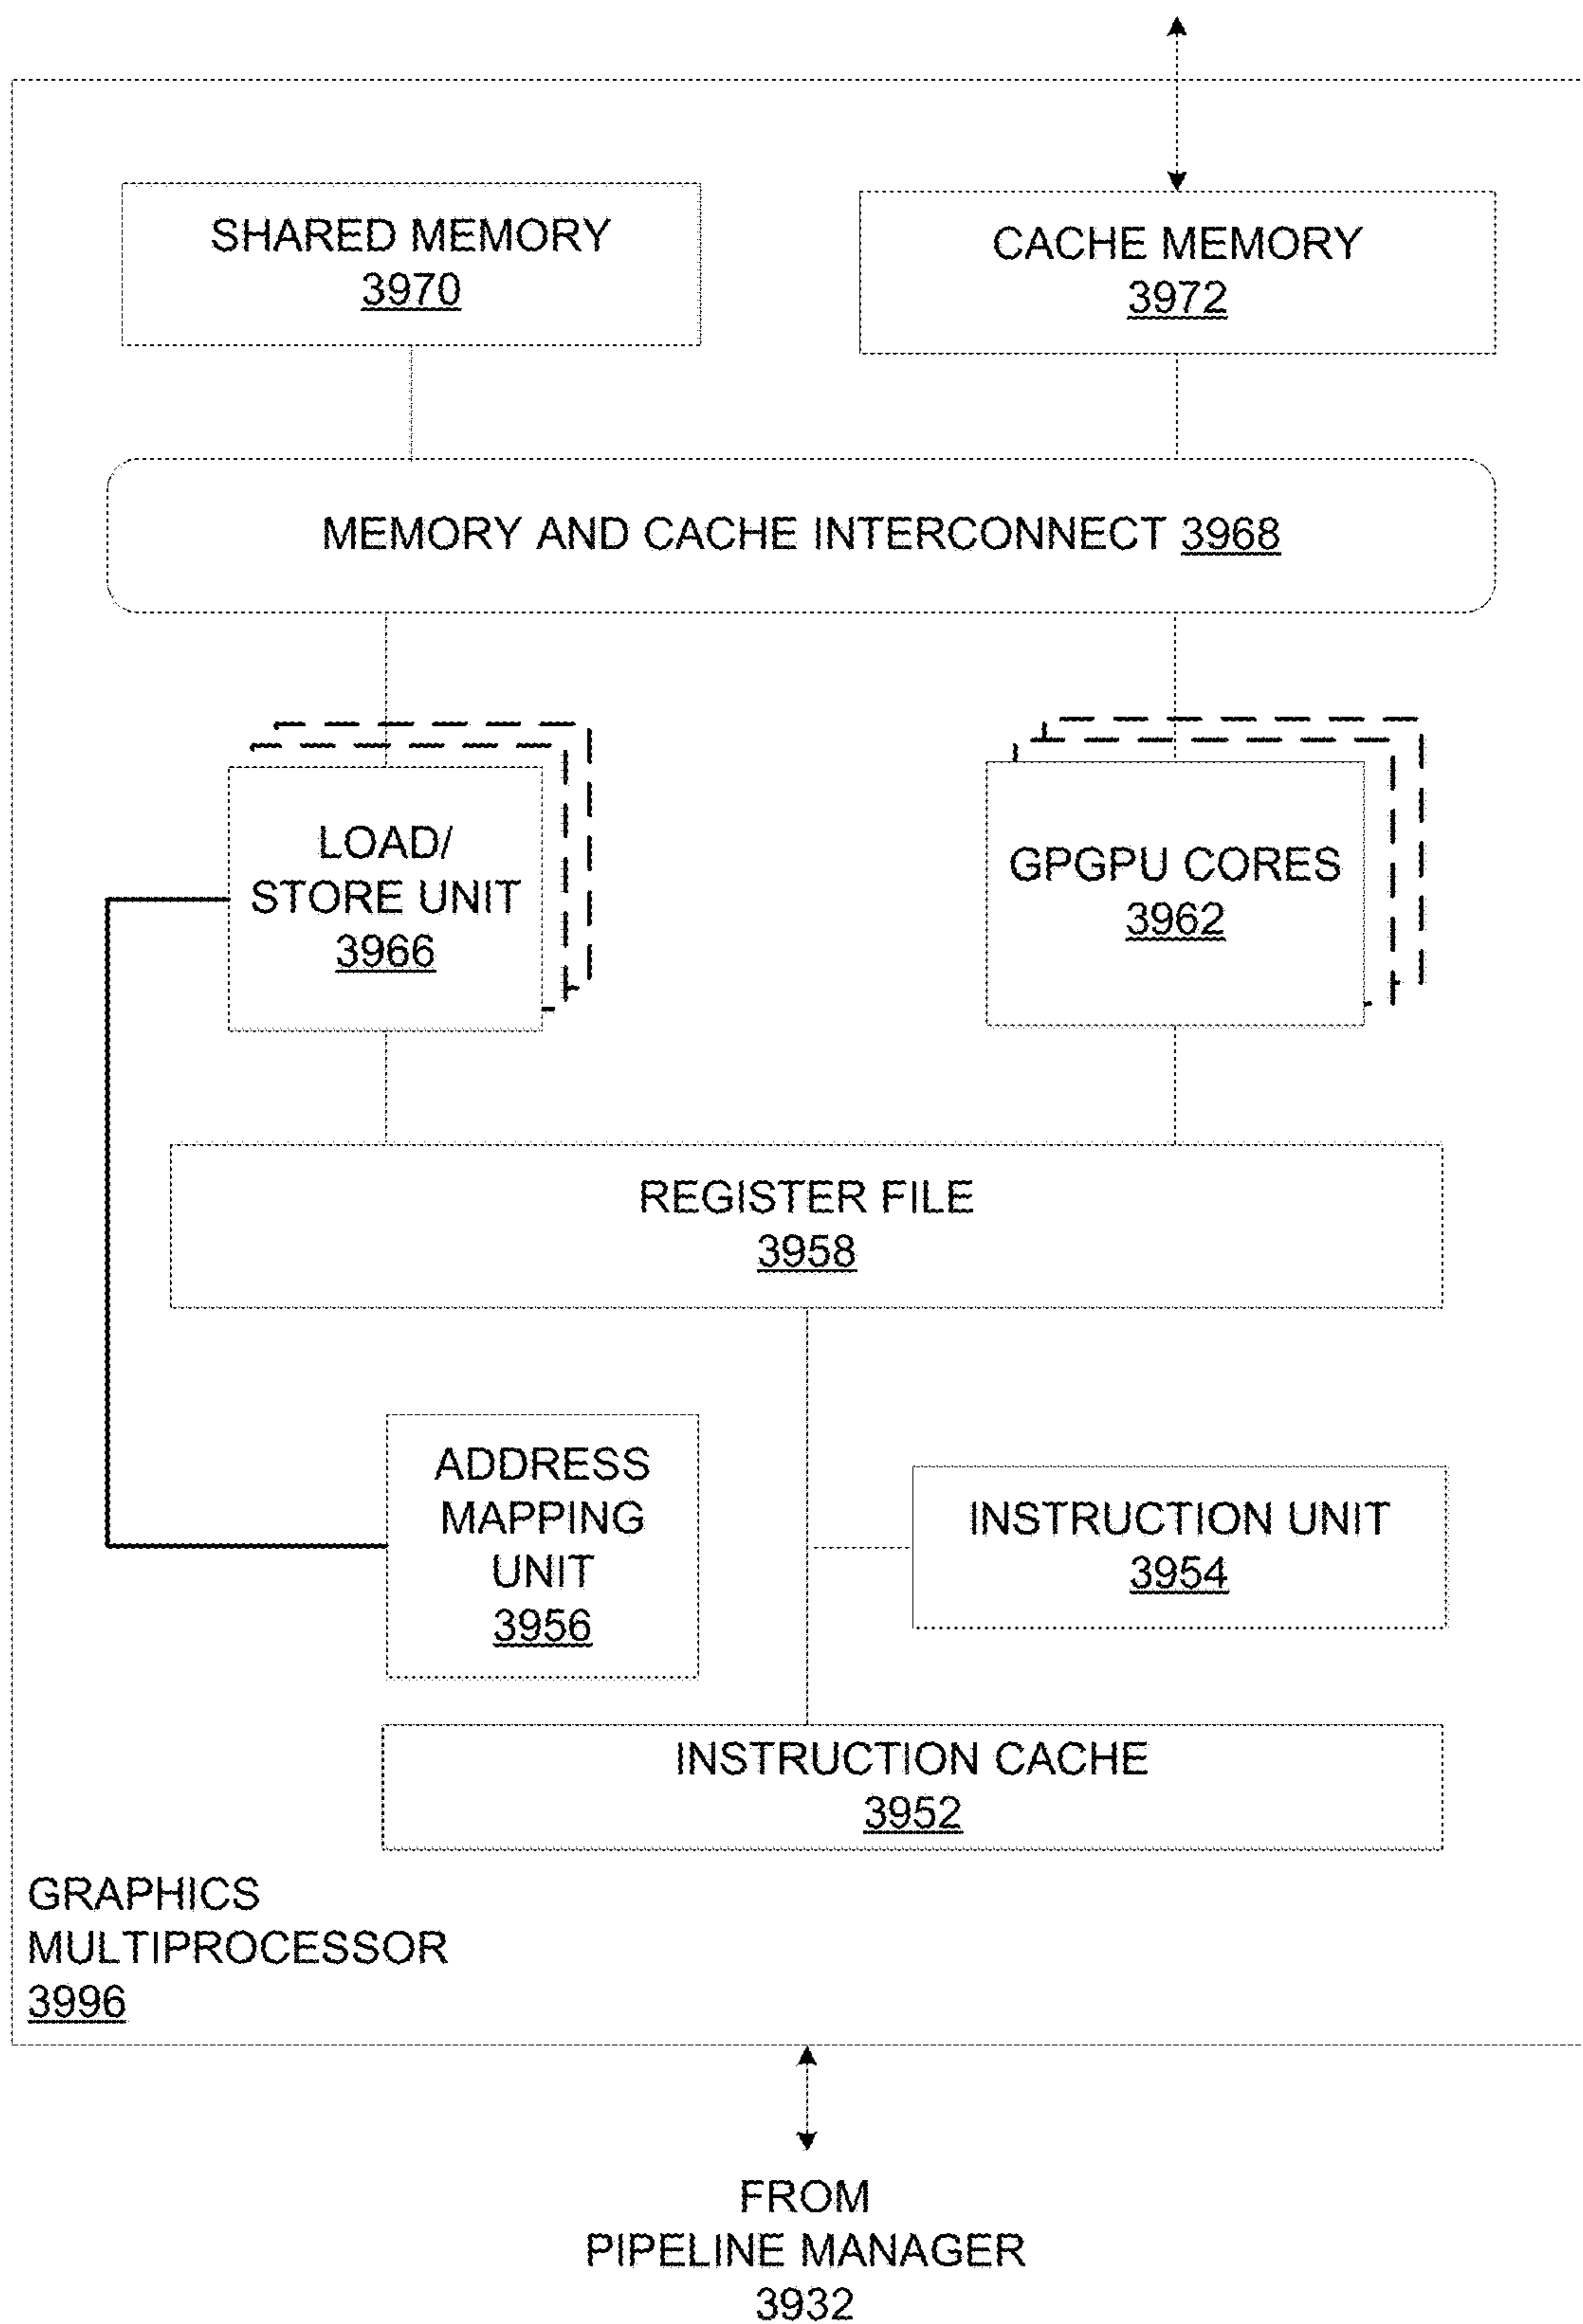 SHARED MEMORY
3970
CACHE MEMORY
3972
MEMORY AND CACHE INTERCONNECT 3968
LOAD/
STORE UNIT
3966
GPGPU CORES
3962
REGISTER FILE
3958
ADDRESS
MAPPING
UNIT
3956
INSTRUCTION UNIT
3954
INSTRUCTION CACHE
3952
GRAPHICS
MULTIPROCESSOR
3996
FROM
PIPELINE MANAGER
3932